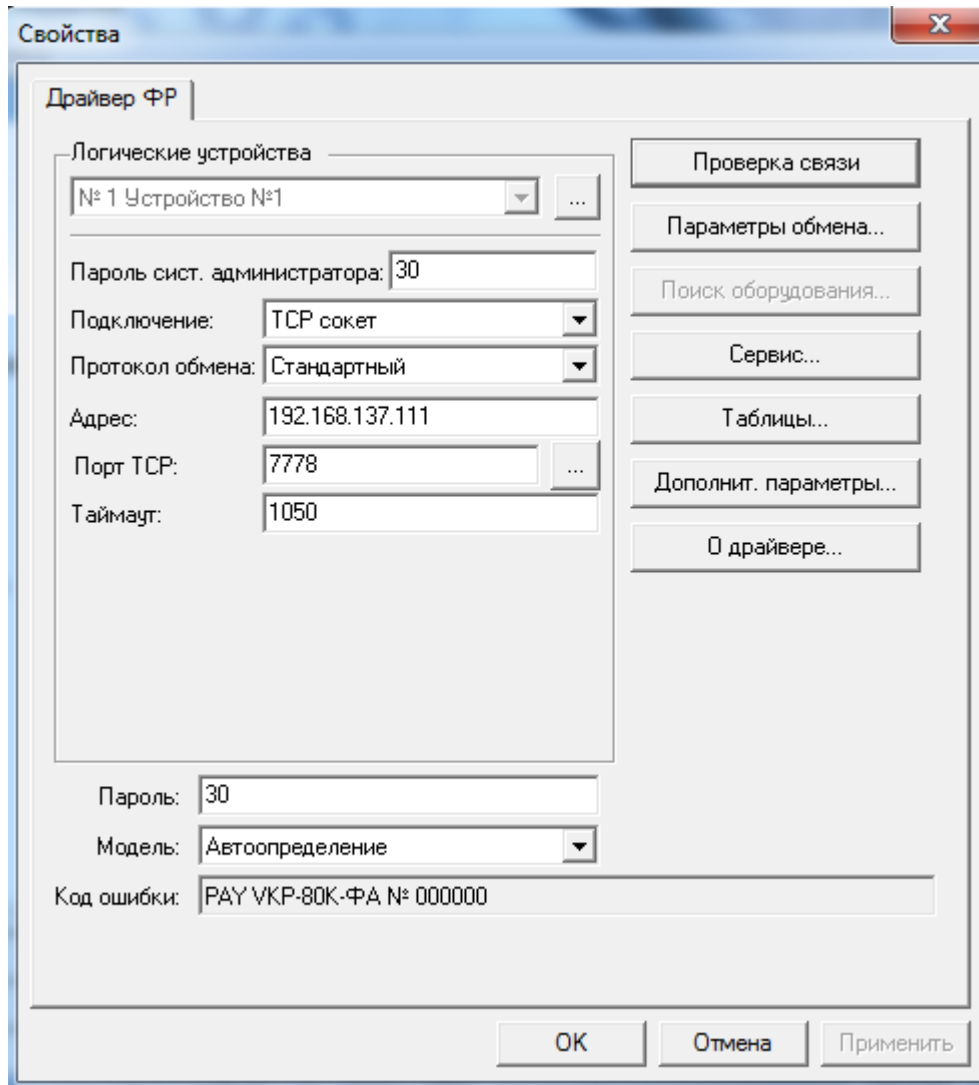 Свойства
Драйвер ФР
Логические устройства
№ 1 Устройство №1
...
Пароль сист. администратора: 30
Подключение: TCP сокет
Протокол обмена: Стандартный
Адрес: 192.168.137.111
Порт TCP: 7778 ...
Таймаут: 1050
Проверка связи
Параметры обмена...
Поиск оборудования...
Сервис...
Таблицы...
Дополнит. параметры...
О драйвере...
Пароль: 30
Модель: Автоопределение
Код ошибки: PAY VKP-80K-ФА № 000000
OK
Отмена
Применить